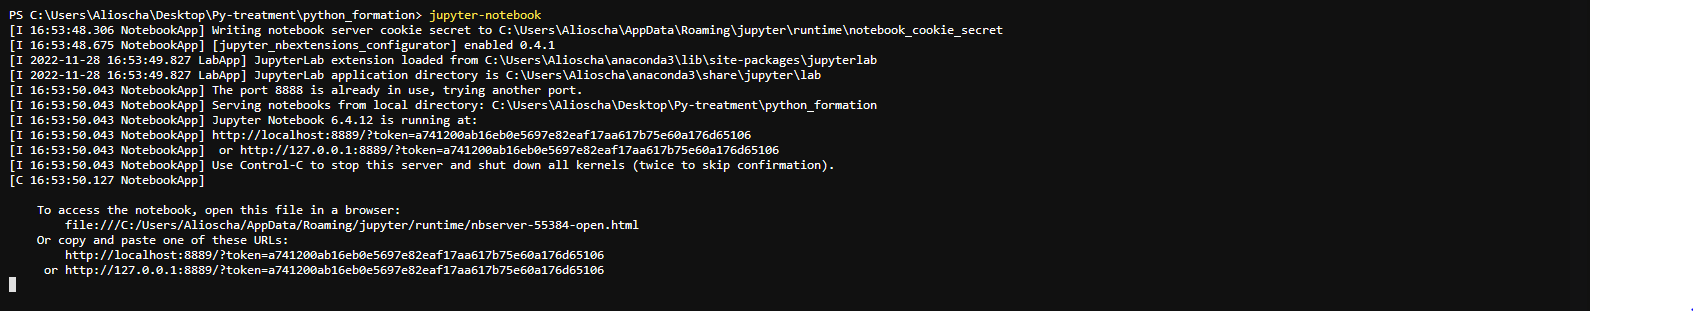 PS C:\Users\Alioscha\Desktop\Py-treatment\python_formation> jupyter-notebook
[I 16:53:48.306 NotebookApp] Writing notebook server cookie secret to C:\Users\Alioscha\AppData\Roaming\jupyter\runtime\notebook_cookie_secret
[I 16:53:48.675 NotebookApp] [jupyter_nbextensions_configurator] enabled 0.4.1
[I 2022-11-28 16:53:49.827 LabApp] JupyterLab extension loaded from C:\Users\Alioscha\anaconda3\lib\site-packages\jupyterlab
[I 2022-11-28 16:53:49.827 LabApp] JupyterLab application directory is C:\Users\Alioscha\anaconda3\share\jupyter\lab
[I 16:53:50.043 NotebookApp] The port 8888 is already in use, trying another port.
[I 16:53:50.043 NotebookApp] Serving notebooks from local directory: C:\Users\Alioscha\Desktop\Py-treatment\python_formation
[I 16:53:50.043 NotebookApp] Jupyter Notebook 6.4.12 is running at:
[I 16:53:50.043 NotebookApp] http://localhost:8889/?token=a741200ab16eb0e5697e82eaf17aa617b75e60a176d65106
[I 16:53:50.043 NotebookApp]  or http://127.0.0.1:8889/?token=a741200ab16eb0e5697e82eaf17aa617b75e60a176d65106
[I 16:53:50.043 NotebookApp] Use Control-C to stop this server and shut down all kernels (twice to skip confirmation).
[C 16:53:50.127 NotebookApp]
To access the notebook, open this file in a browser:
file:///C:/Users/Alioscha/AppData/Roaming/jupyter/runtime/nbserver-55384-open.html
Or copy and paste one of these URLs:
http://localhost:8889/?token=a741200ab16eb0e5697e82eaf17aa617b75e60a176d65106
or http://127.0.0.1:8889/?token=a741200ab16eb0e5697e82eaf17aa617b75e60a176d65106